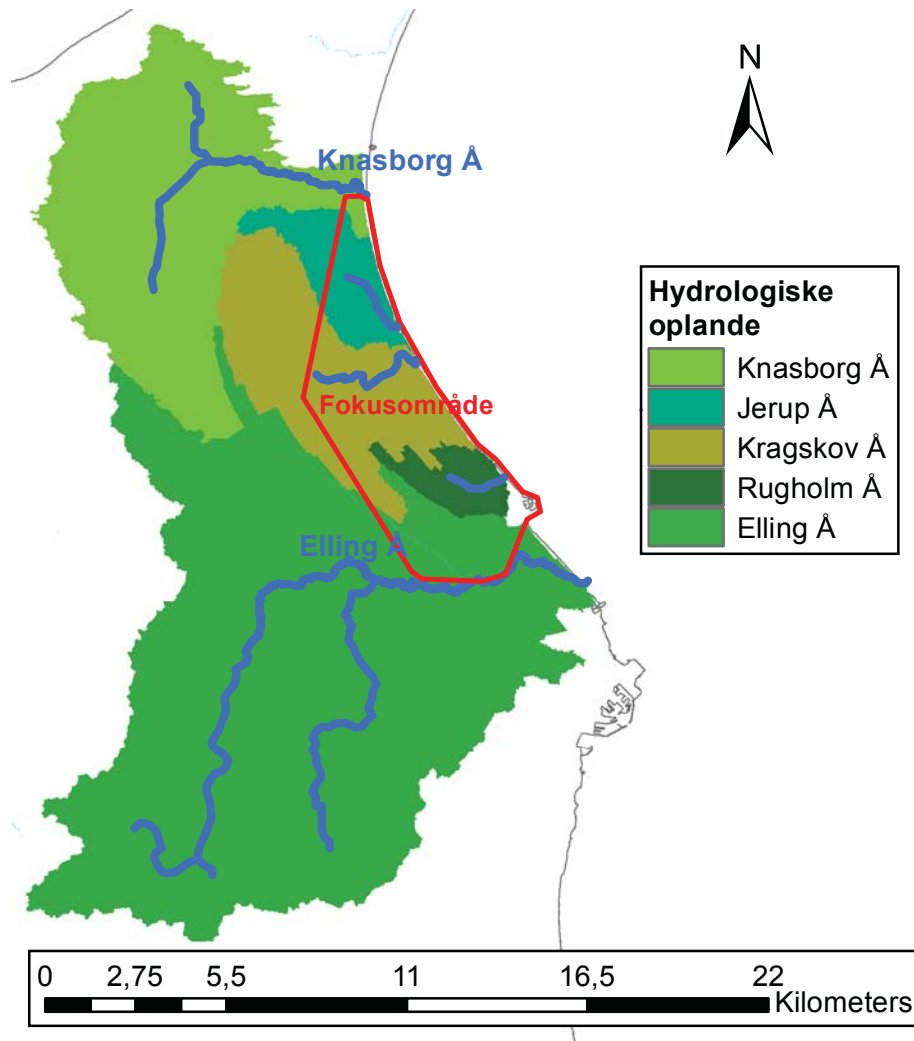 N
Knasborg Å
Hydrologiske
oplande
Knasborg Å
Jerup Å
Kragskov Å
Rugholm Å
Elling Å
Fokusområde
Elling Å
0 2,75 5,5 11 16,5 22
Kilometers